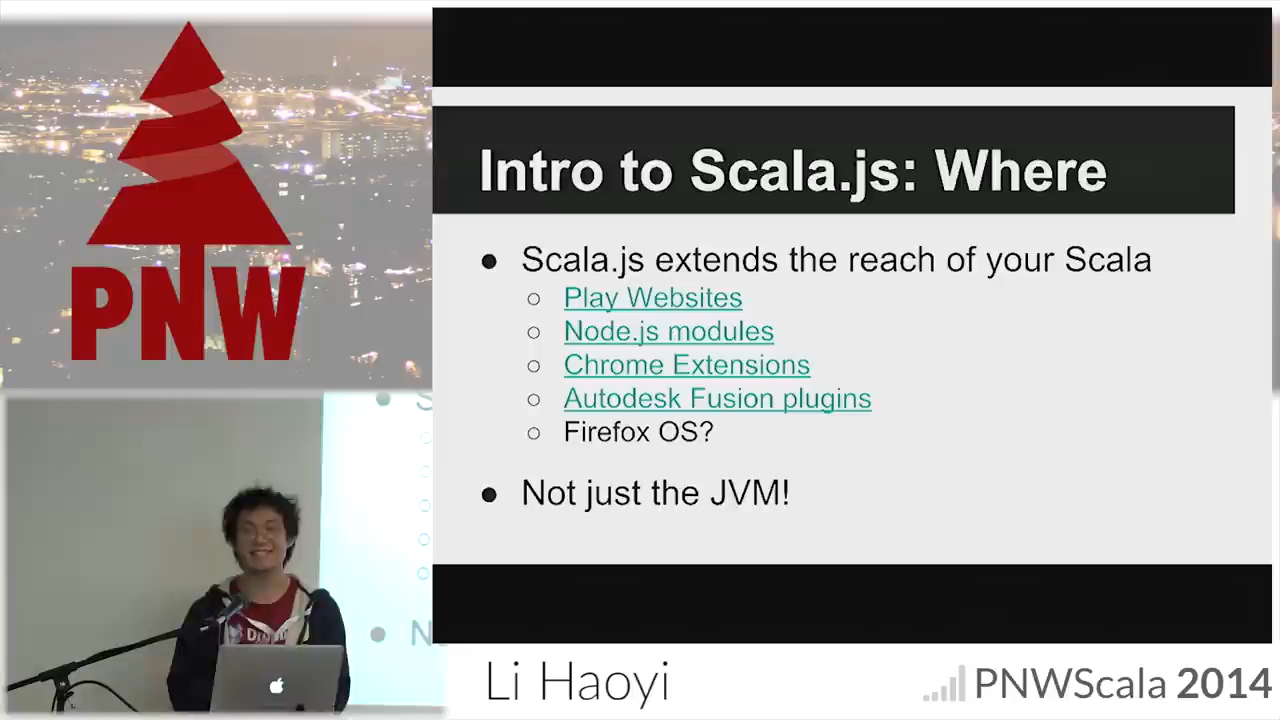 PNW
Intro to Scala.js: Where
● Scala.js extends the reach of your Scala
○ Play Websites
○ Node.js modules
○ Chrome Extensions
○ Autodesk Fusion plugins
○ Firefox OS?
● Not just the JVM!
Li Haoyi
PNWScala 2014